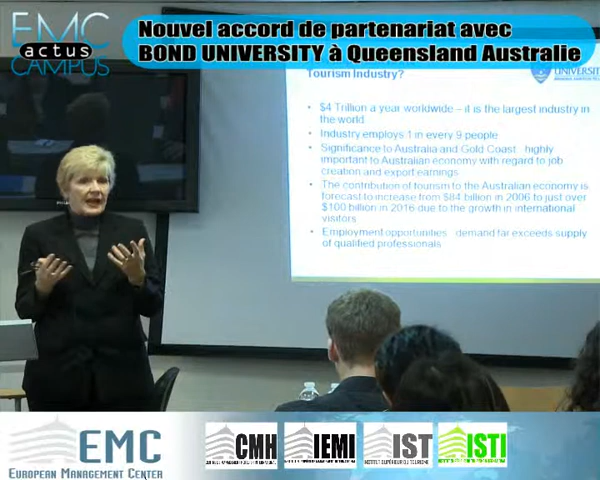 EMC
actus
CAMPUS
Nouvel accord de partenariat avec
BOND UNIVERSITY à Queensland Australie
Tourism Industry?
UNIVERSIT
• $4 Trillion a year worldwide – it is the largest industry in
the world
• Industry employs 1 in every 9 people
• Significance to Australia and Gold Coast - highly
important to Australian economy with regard to job
creation and export earnings
• The contribution of tourism to the Australian economy is
forecast to increase from $84 billion in 2006 to just over
$100 billion in 2016 due to the growth in international
visitors
• Employment opportunities - demand far exceeds supply
of qualified professionals
EMC
EUROPEAN MANAGEMENT CENTER
CMH
IEMI
IST
INSTITUT SUPÉRIEUR DU TOURISME
ISTI